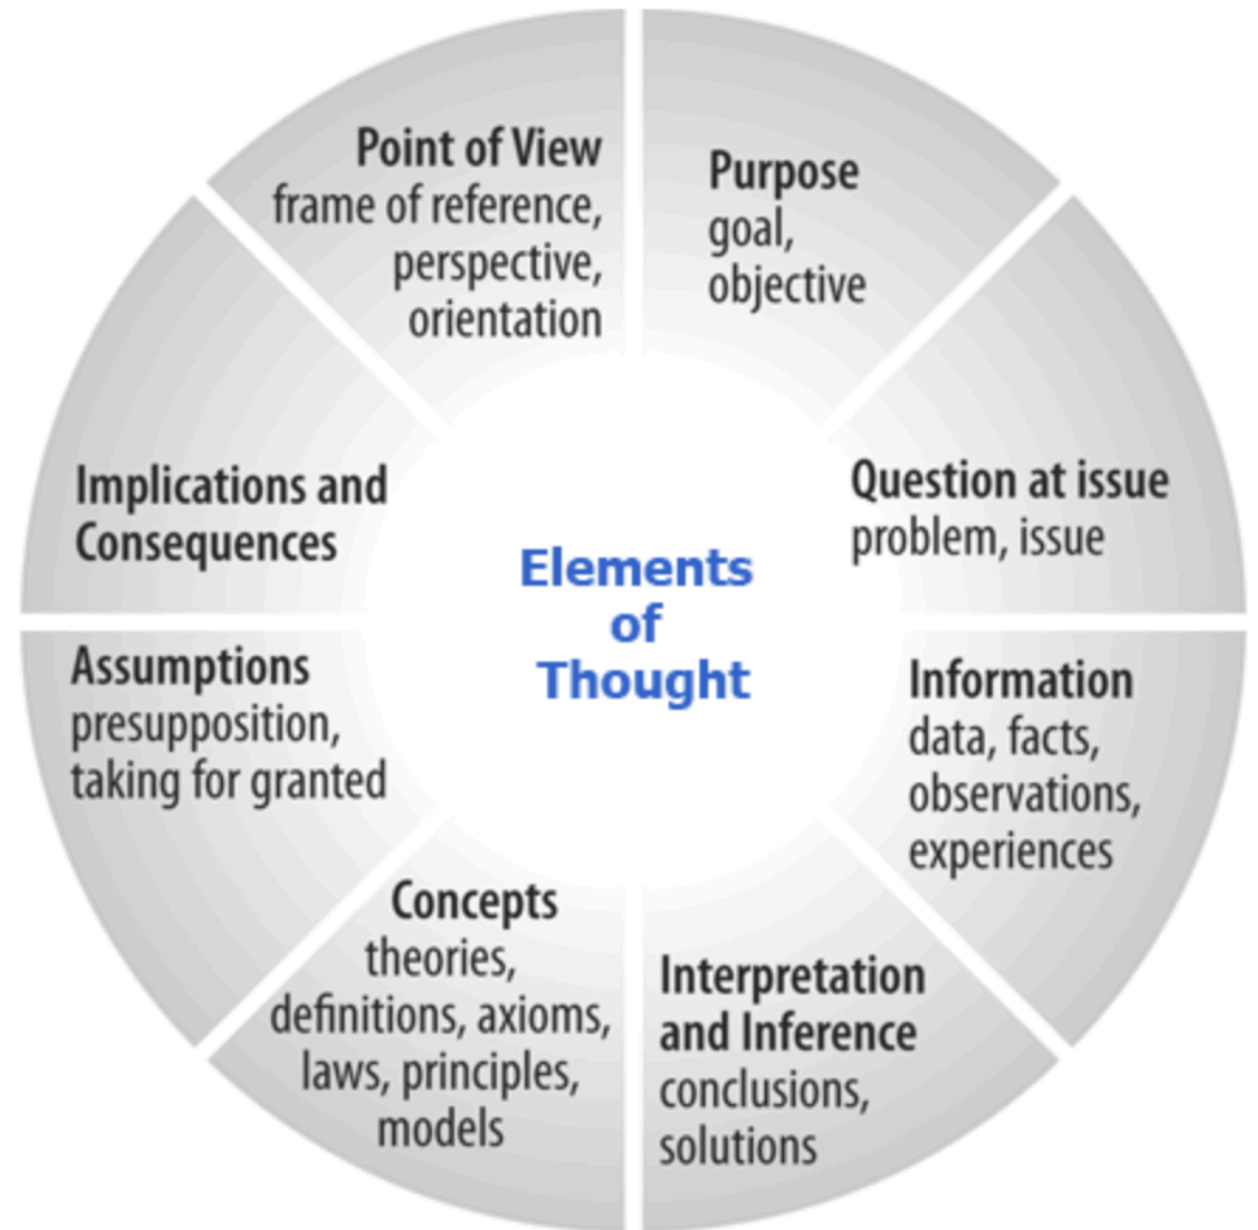 Point of View
frame of reference,
perspective,
orientation
Purpose
goal,
objective
Question at issue
problem, issue
Information
data, facts,
observations,
experiences
Interpretation
and Inference
conclusions,
solutions
Concepts
theories,
definitions, axioms,
laws, principles,
models
Assumptions
presupposition,
taking for granted
Implications and
Consequences
Elements
of
Thought